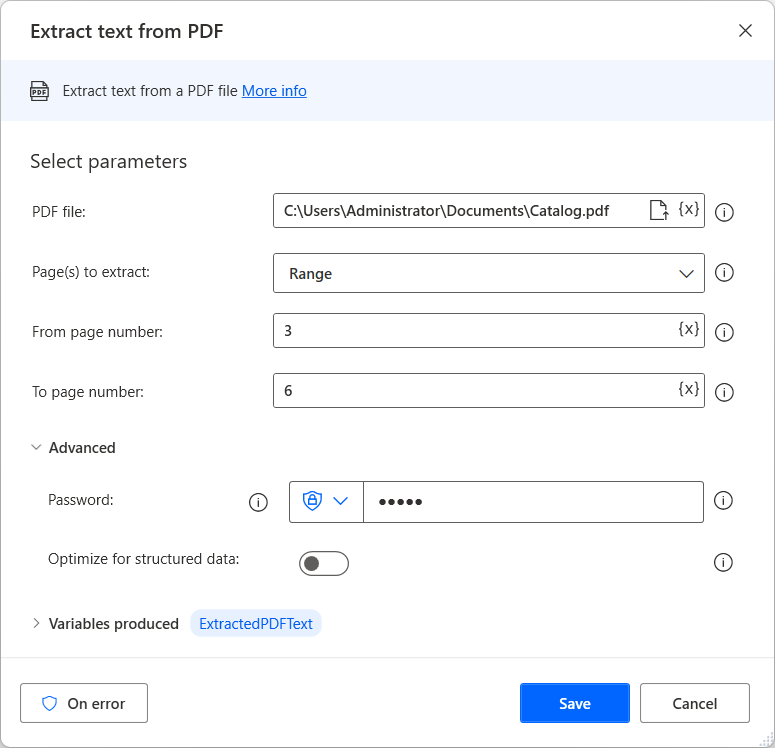 Extract text from PDF
PDF Extract text from a PDF file More info
Select parameters
PDF file: C:\Users\Administrator\Documents\Catalog.pdf {x}
Page(s) to extract: Range
From page number: 3 {x}
To page number: 6 {x}
Advanced
Password: •••••
Optimize for structured data:
Variables produced ExtractedPDFText
On error Save Cancel